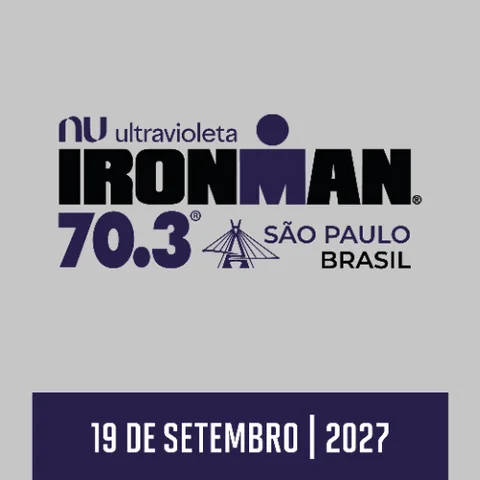 nu ultravioleta
IRONMAN®
70.3® SÃO PAULO
BRASIL
19 DE SETEMBRO | 2027